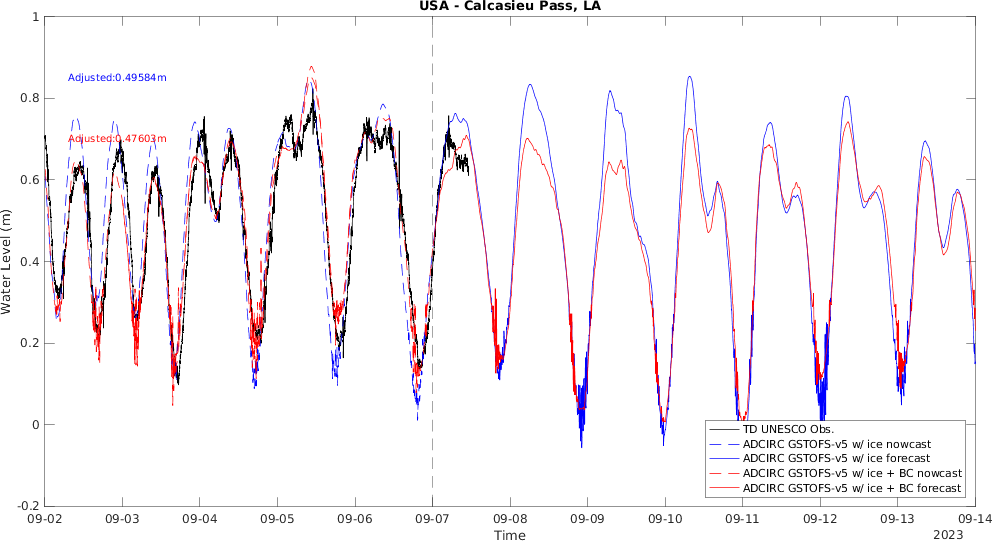 USA - Calcasieu Pass, LA
1
0.8
0.6
0.4
0.2
0
-0.2
Water Level (m)
Adjusted:0.49584m
Adjusted:0.47603m
TD UNESCO Obs.
ADCIRC GSTOFS-v5 w/ ice nowcast
ADCIRC GSTOFS-v5 w/ ice forecast
ADCIRC GSTOFS-v5 w/ ice + BC nowcast
ADCIRC GSTOFS-v5 w/ ice + BC forecast
09-02 09-03 09-04 09-05 09-06 09-07 09-08 09-09 09-10 09-11 09-12 09-13 09-14
Time
2023